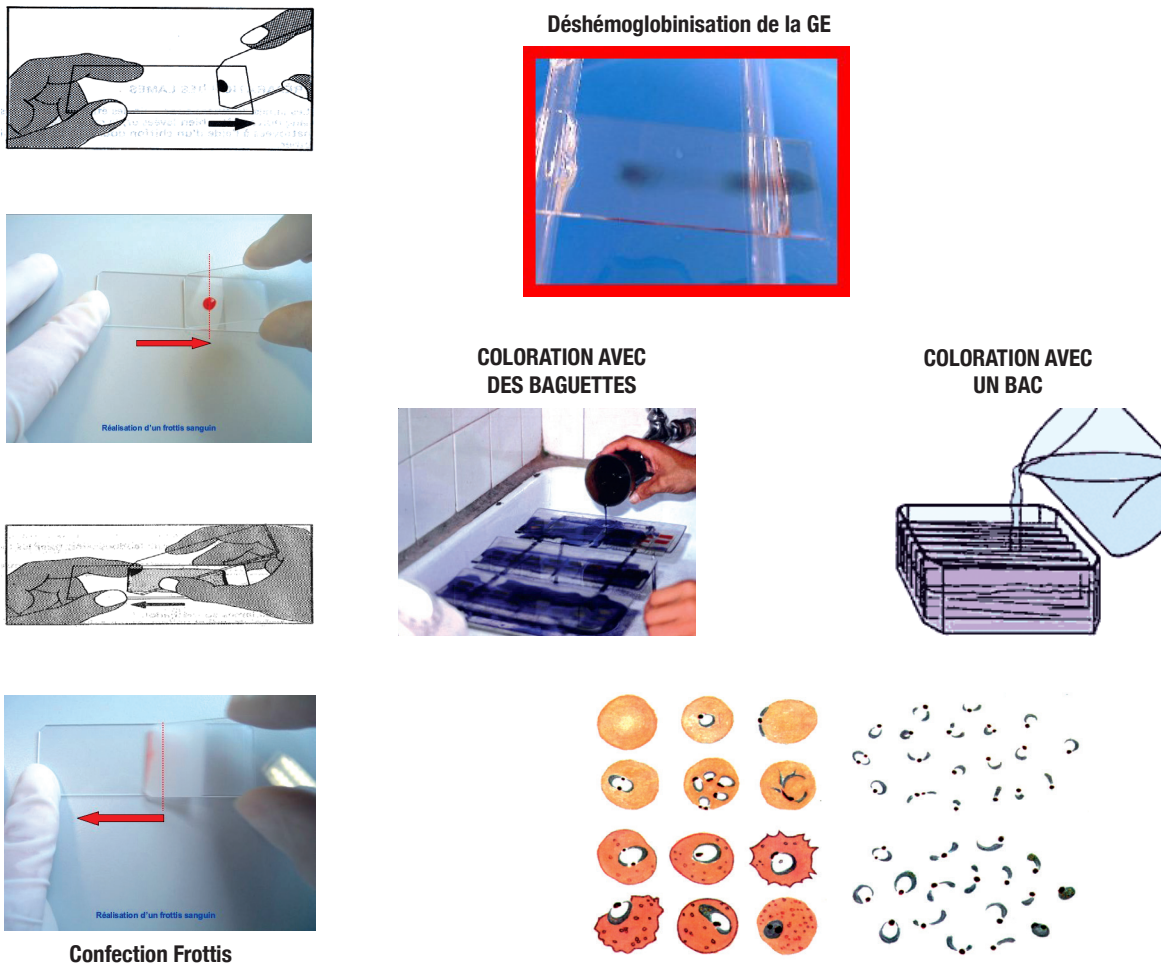 Déshémoglobinisation de la GE
Réalisation d'un frottis sanguin
COLORATION AVEC
DES BAGUETTES
COLORATION AVEC
UN BAC
Réalisation d'un frottis sanguin
Confection Frottis